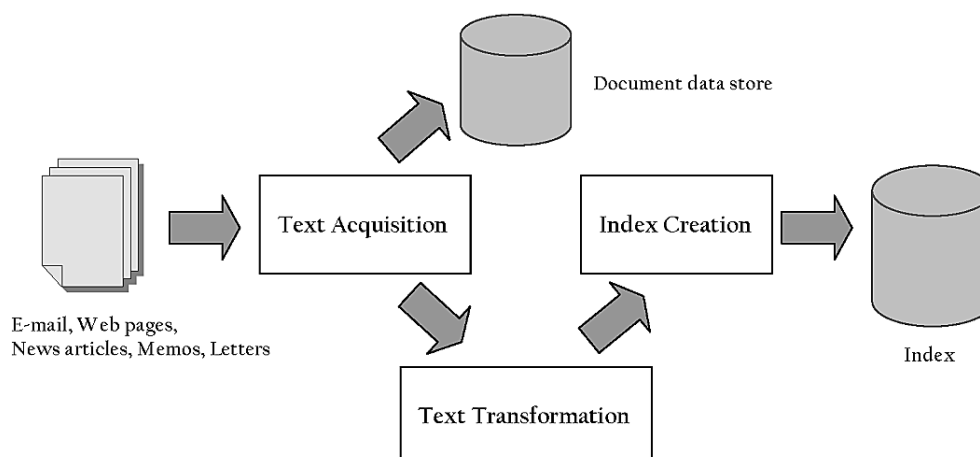 Document data store
Text Acquisition
Index Creation
E-mail, Web pages,
News articles, Memos, Letters
Index
Text Transformation